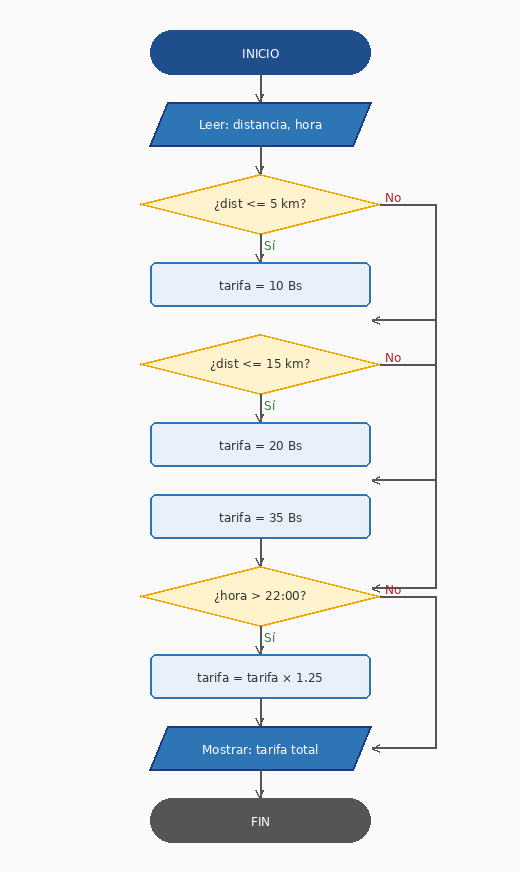 INICIO
Leer: distancia, hora
¿dist <= 5 km?
No
Sí
tarifa = 10 Bs
¿dist <= 15 km?
No
Sí
tarifa = 20 Bs
tarifa = 35 Bs
¿hora > 22:00?
No
Sí
tarifa = tarifa × 1.25
Mostrar: tarifa total
FIN